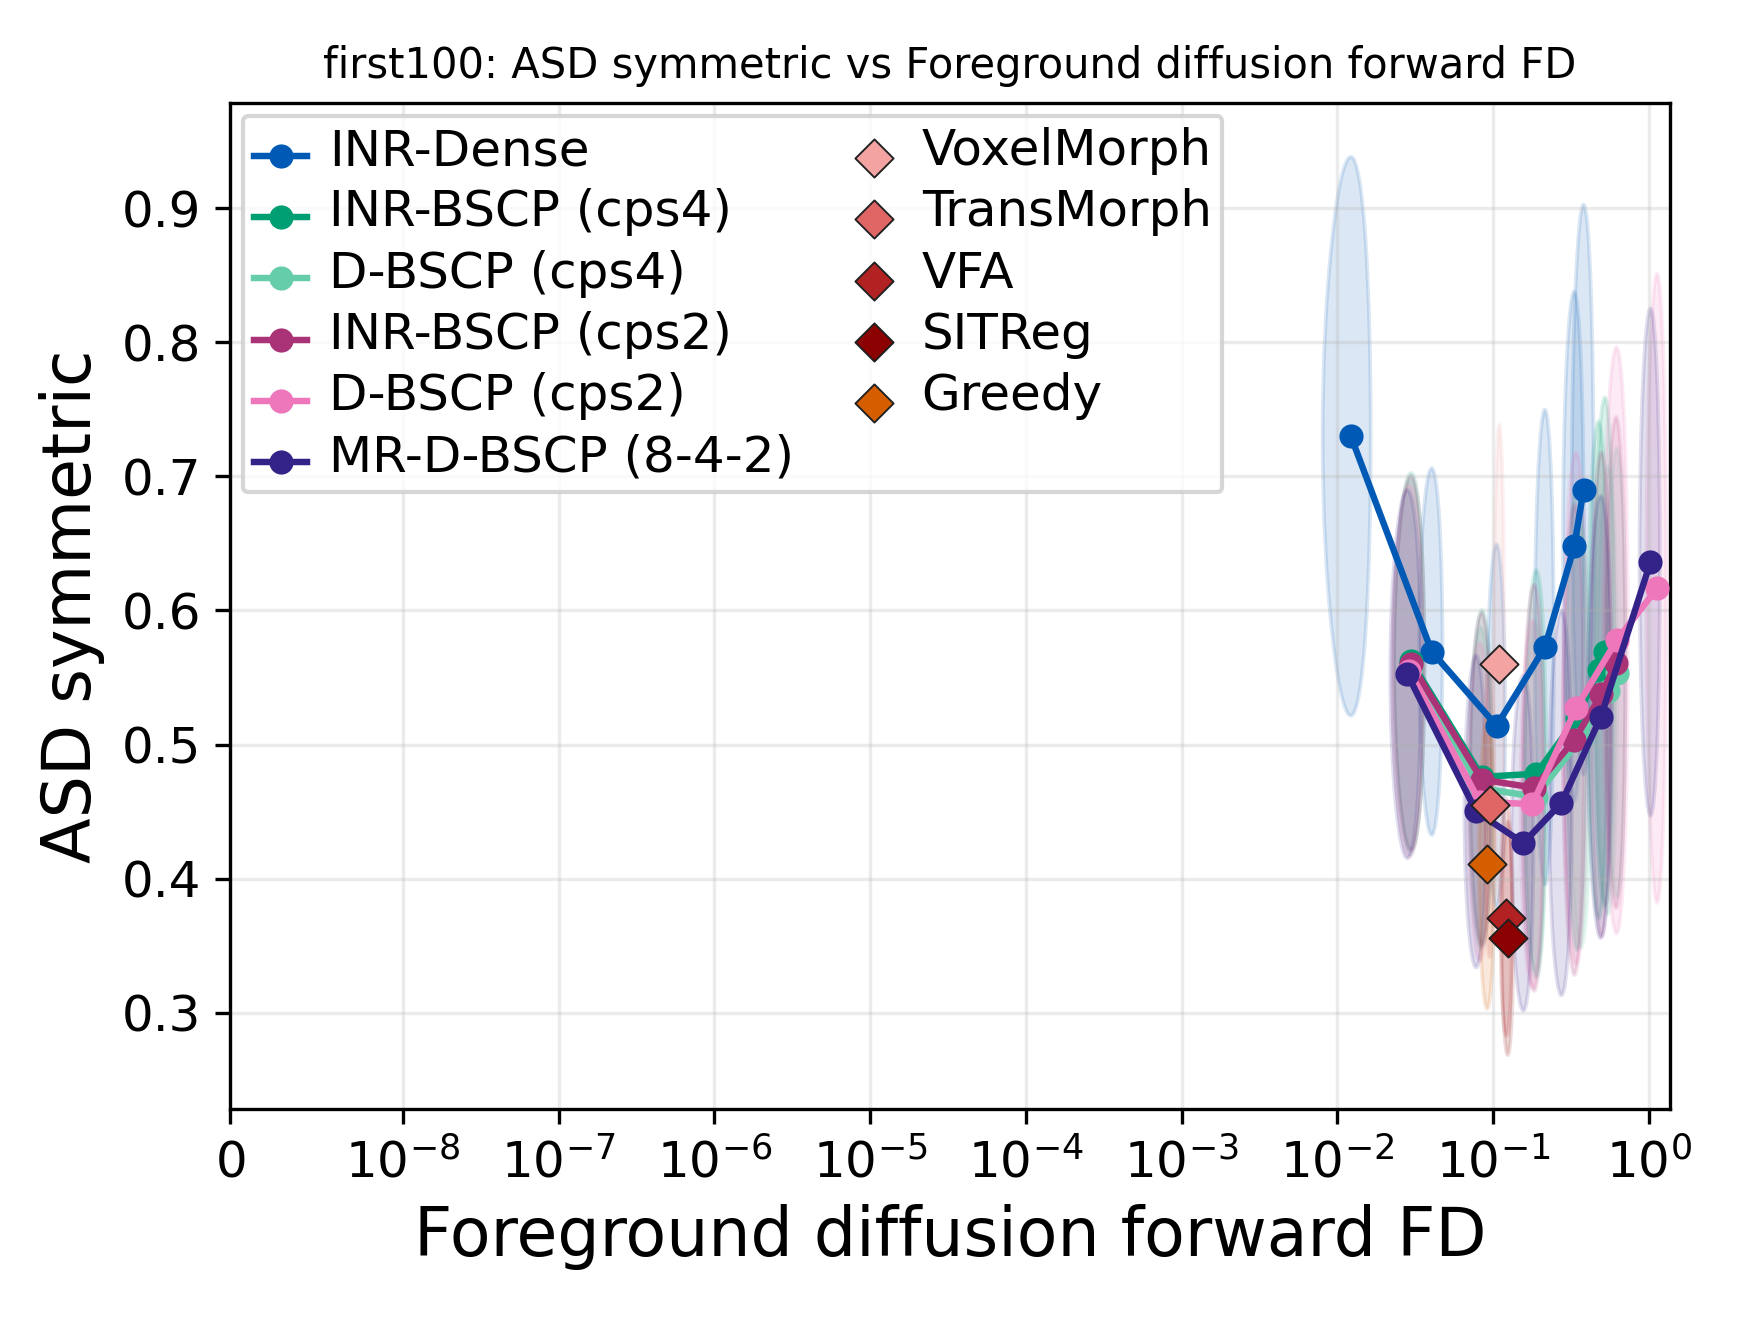 first100: ASD symmetric vs Foreground diffusion forward FD
INR-Dense
INR-BSCP (cps4)
D-BSCP (cps4)
INR-BSCP (cps2)
D-BSCP (cps2)
MR-D-BSCP (8-4-2)
VoxelMorph
TransMorph
VFA
SITReg
Greedy
ASD symmetric
0.9
0.8
0.7
0.6
0.5
0.4
0.3
0 10⁻⁸ 10⁻⁷ 10⁻⁶ 10⁻⁵ 10⁻⁴ 10⁻³ 10⁻² 10⁻¹ 10⁰
Foreground diffusion forward FD